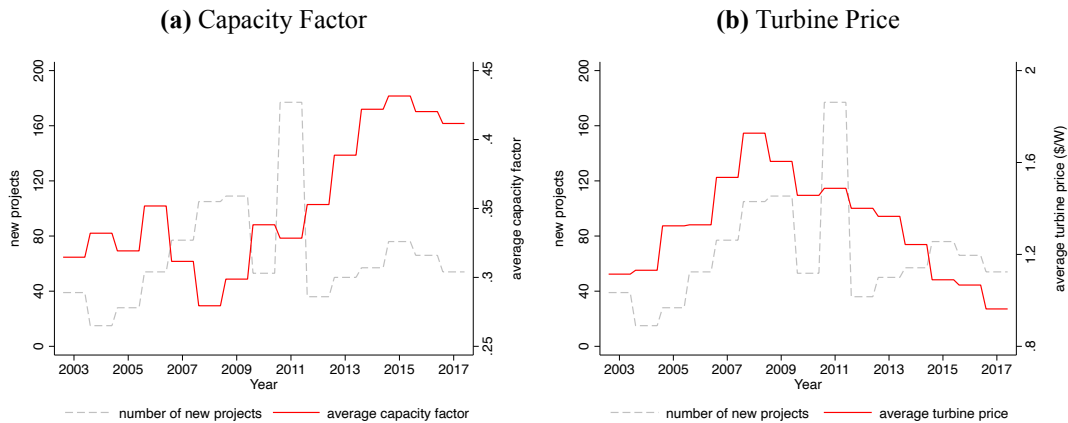 (a) Capacity Factor
new projects
0 40 80 120 160 200
average capacity factor
.25 .3 .35 .4 .45
2003 2005 2007 2009 2011 2013 2015 2017
Year
number of new projects average capacity factor
(b) Turbine Price
new projects
0 40 80 120 160 200
average turbine price ($/W)
.8 1.2 1.6 2
2003 2005 2007 2009 2011 2013 2015 2017
Year
number of new projects average turbine price